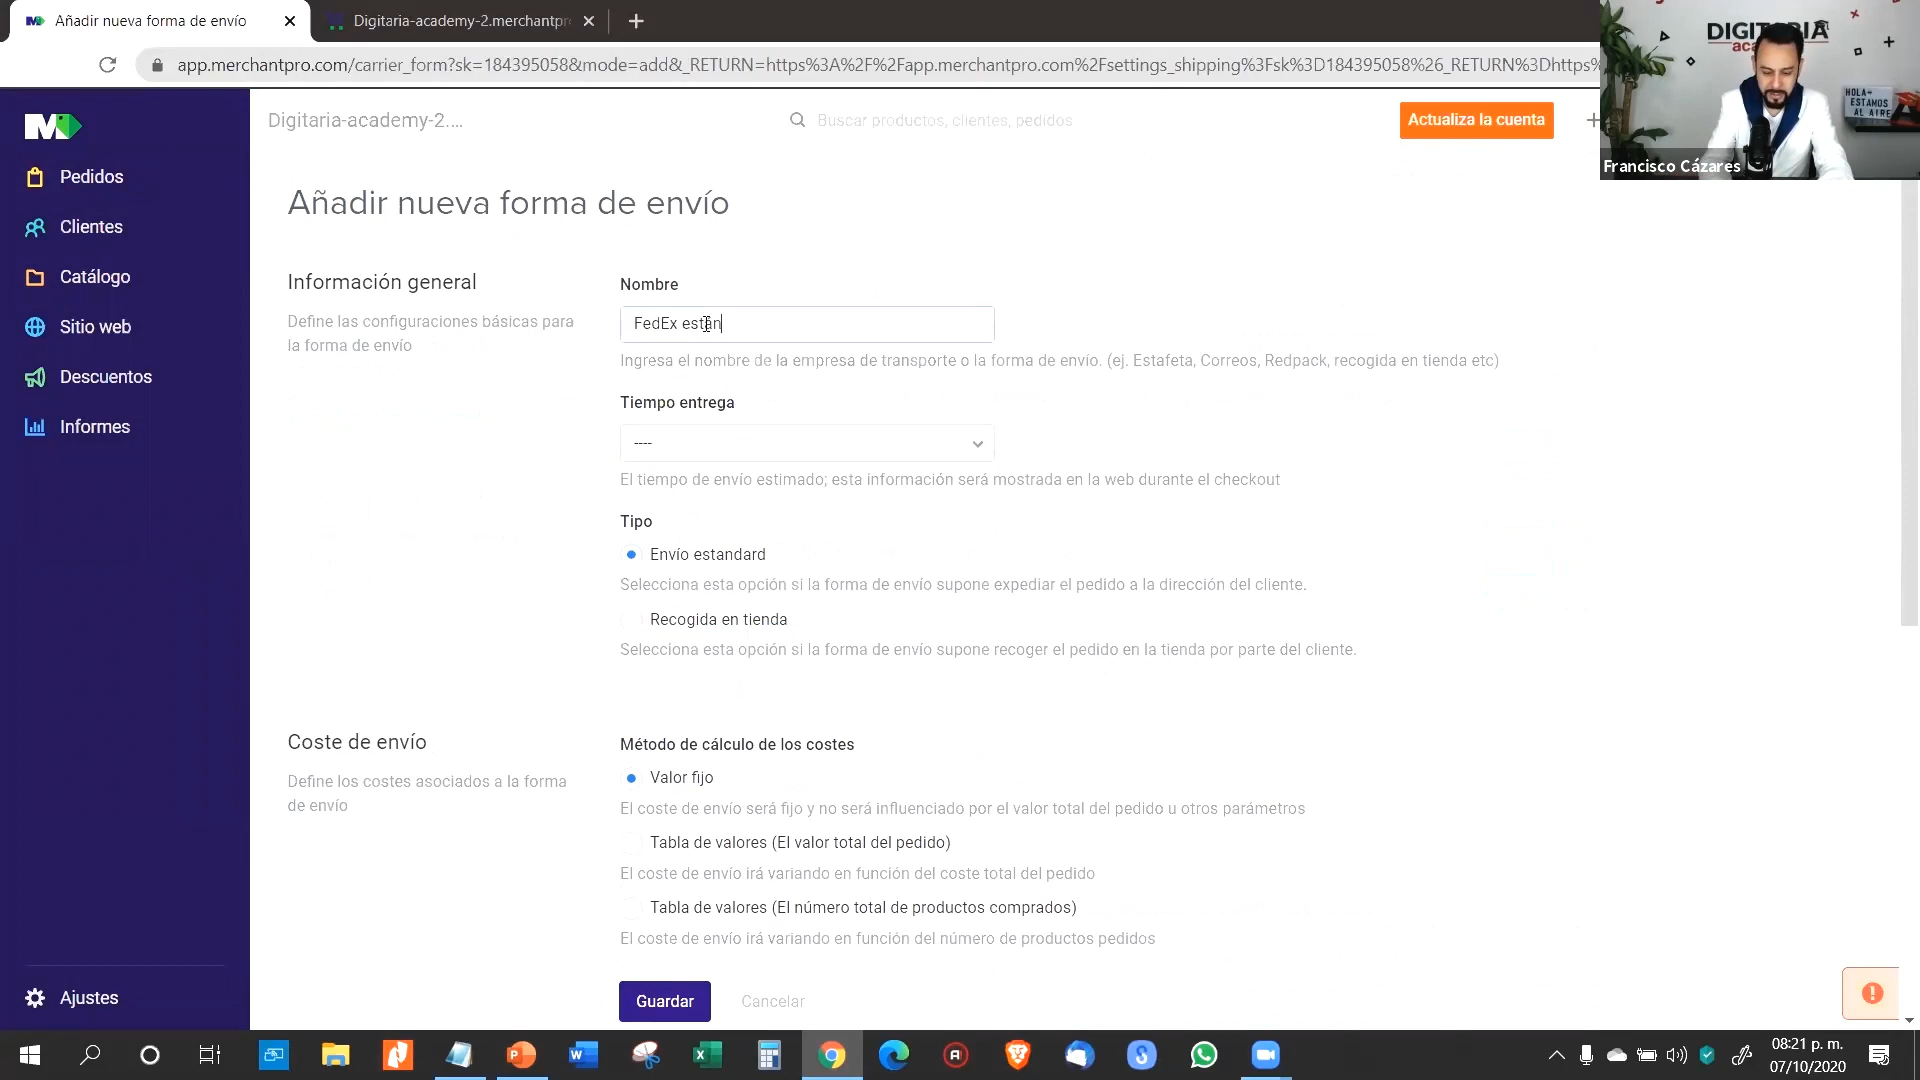 Añadir nueva forma de envío
Digitaria-academy-2.merchantpr
app.merchantpro.com/carrier_form?sk=184395058&mode=add&_RETURN=https%3A%2F%2Fapp.merchantpro.com%2Fsettings_shipping%3Fsk%3D184395058%26_RETURN%3Dhttps%
DIGITARIA
HOLA
ESTAMOS
AL AIRE
Francisco Cázares
Digitaria-academy-2....
Buscar productos, clientes, pedidos
Actualiza la cuenta
Pedidos
Clientes
Catálogo
Sitio web
Descuentos
Informes
Ajustes
Añadir nueva forma de envío
Información general
Define las configuraciones básicas para
la forma de envío
Nombre
FedEx están
Ingresa el nombre de la empresa de transporte o la forma de envío. (ej. Estafeta, Correos, Redpack, recogida en tienda etc)
Tiempo entrega
----
El tiempo de envío estimado; esta información será mostrada en la web durante el checkout
Tipo
Envío estandard
Selecciona esta opción si la forma de envío supone expediar el pedido a la dirección del cliente.
Recogida en tienda
Selecciona esta opción si la forma de envío supone recoger el pedido en la tienda por parte del cliente.
Coste de envío
Define los costes asociados a la forma
de envío
Método de cálculo de los costes
Valor fijo
El coste de envío será fijo y no será influenciado por el valor total del pedido u otros parámetros
Tabla de valores (El valor total del pedido)
El coste de envío irá variando en función del coste total del pedido
Tabla de valores (El número total de productos comprados)
El coste de envío irá variando en función del número de productos pedidos
Guardar
Cancelar
08:21 p. m.
07/10/2020